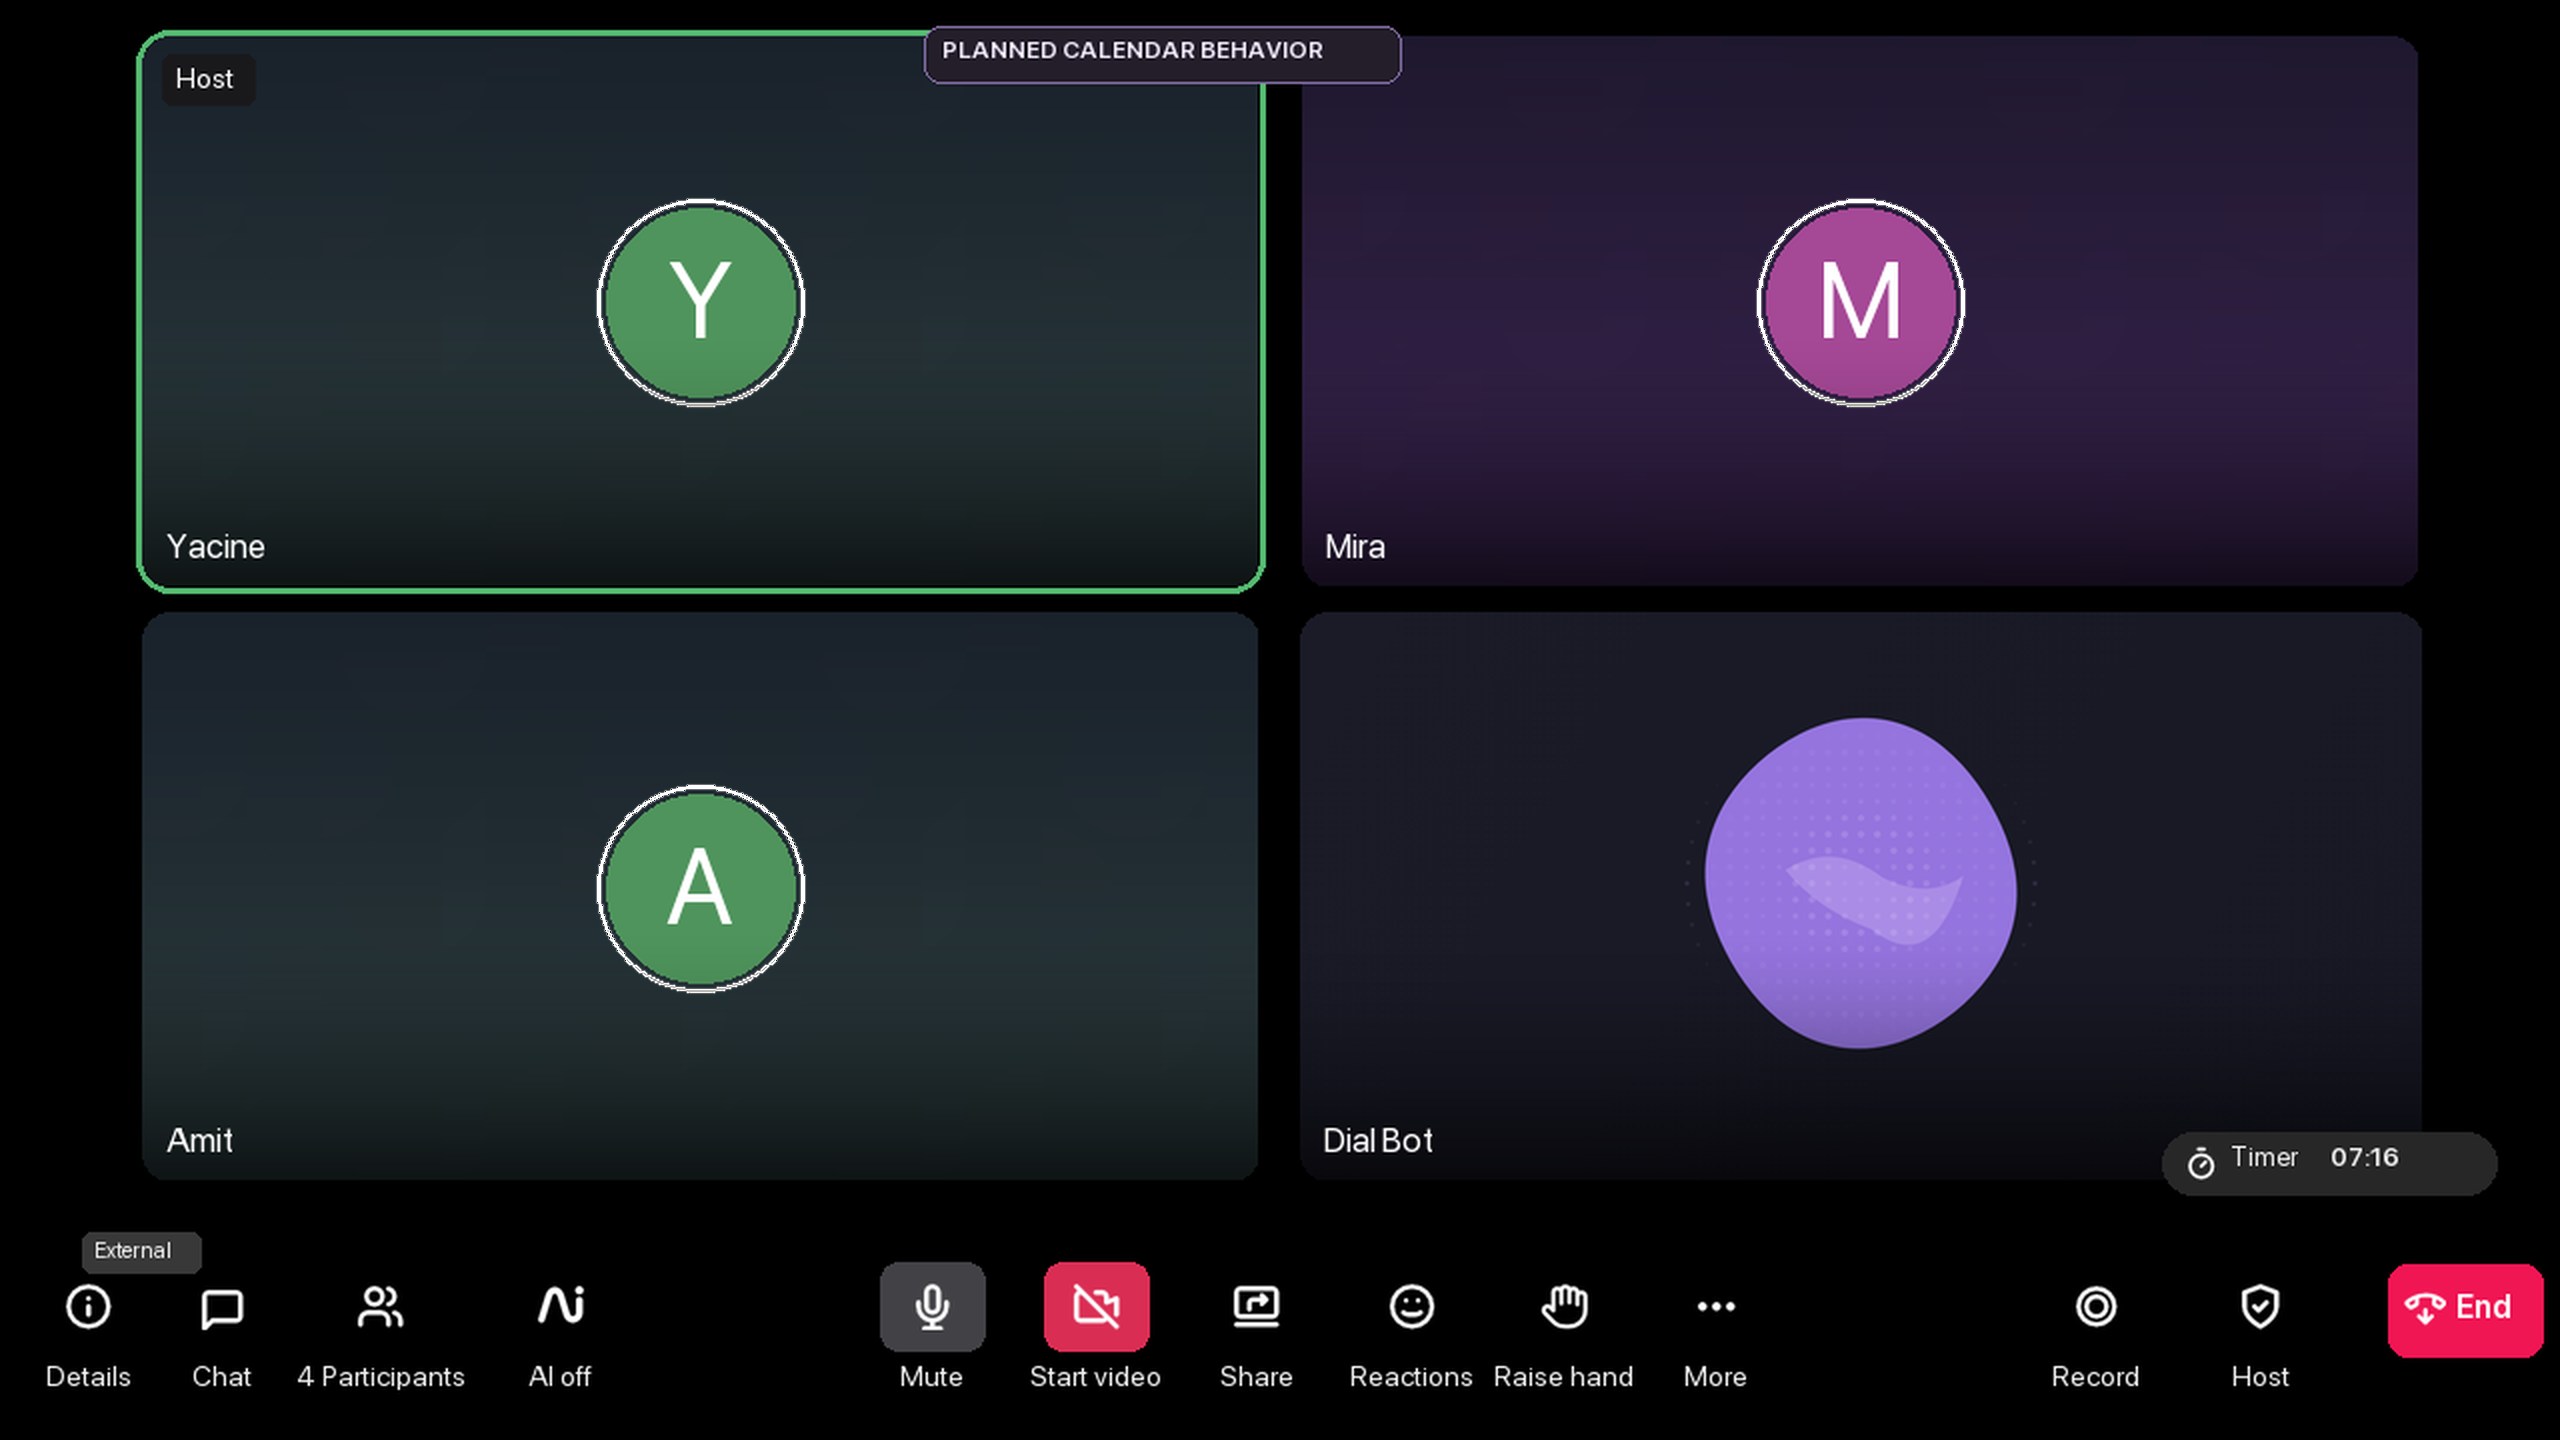 PLANNED CALENDAR BEHAVIOR
Host
Y
Yacine
M
Mira
A
Amit
Dial Bot
Timer 07:16
External
Details
Chat
4 Participants
AI off
Mute
Start video
Share
Reactions
Raise hand
More
Record
Host
End